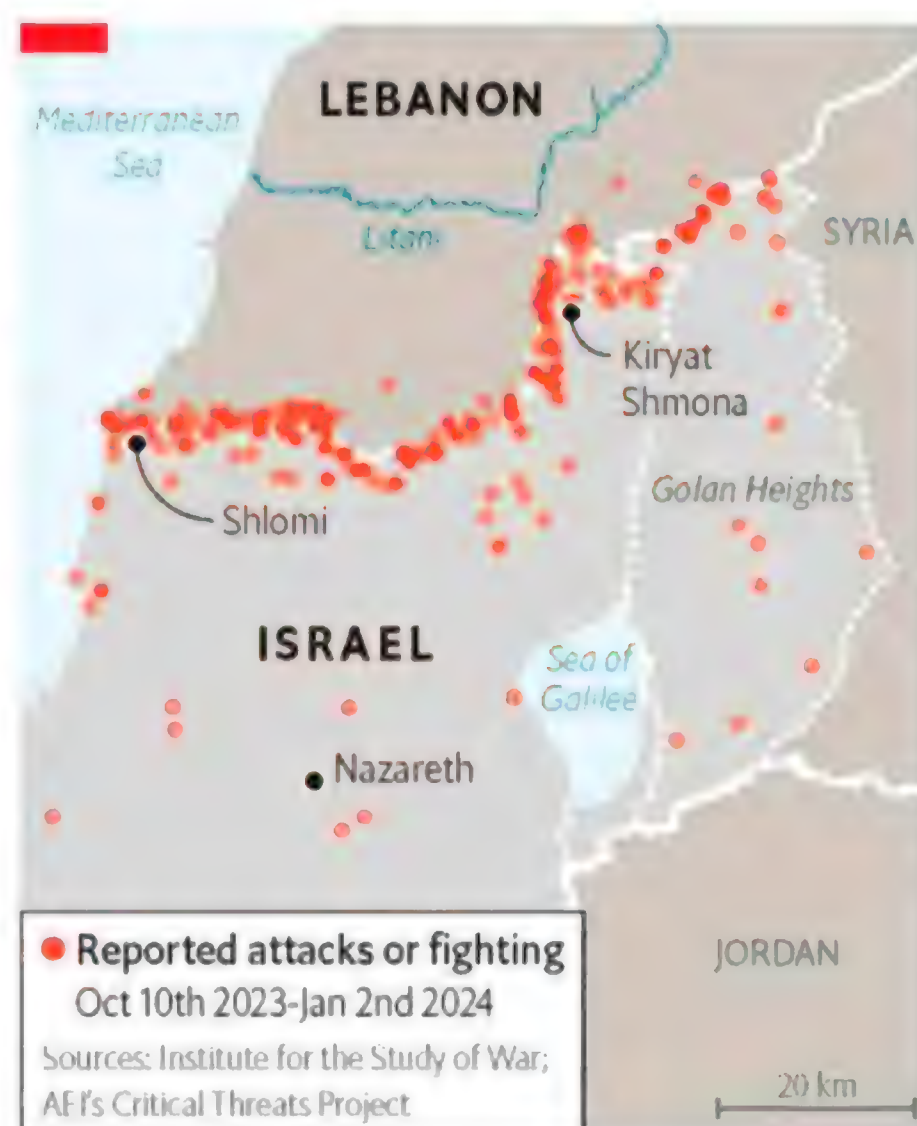 LEBANON
Mediterranean
Sea
Litani
SYRIA
Kiryat
Shmona
Golan Heights
Shlomi
ISRAEL
Sea of
Galilee
Nazareth
Reported attacks or fighting
Oct 10th 2023-Jan 2nd 2024
Sources: Institute for the Study of War;
AEI's Critical Threats Project
JORDAN
20 km